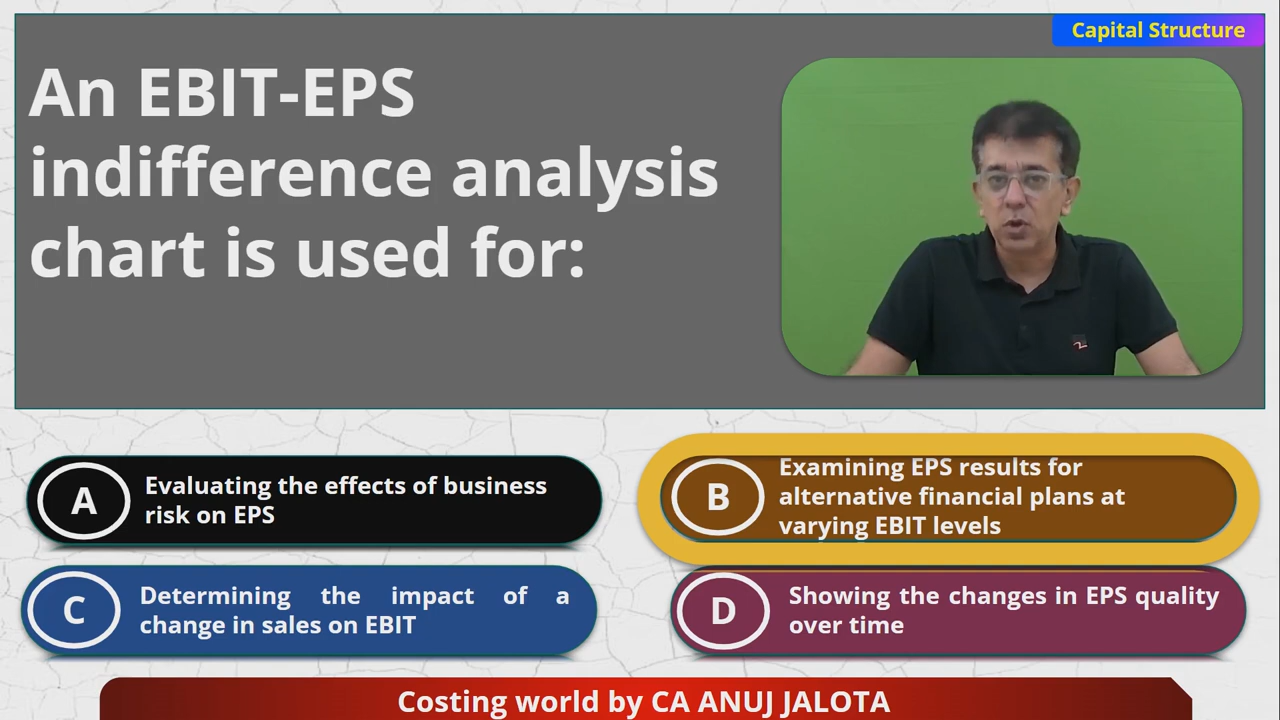 Capital Structure
An EBIT-EPS
indifference analysis
chart is used for:
A
Evaluating the effects of business
risk on EPS
B
Examining EPS results for
alternative financial plans at
varying EBIT levels
C
Determining the impact of a
change in sales on EBIT
D
Showing the changes in EPS quality
over time
Costing world by CA ANUJ JALOTA